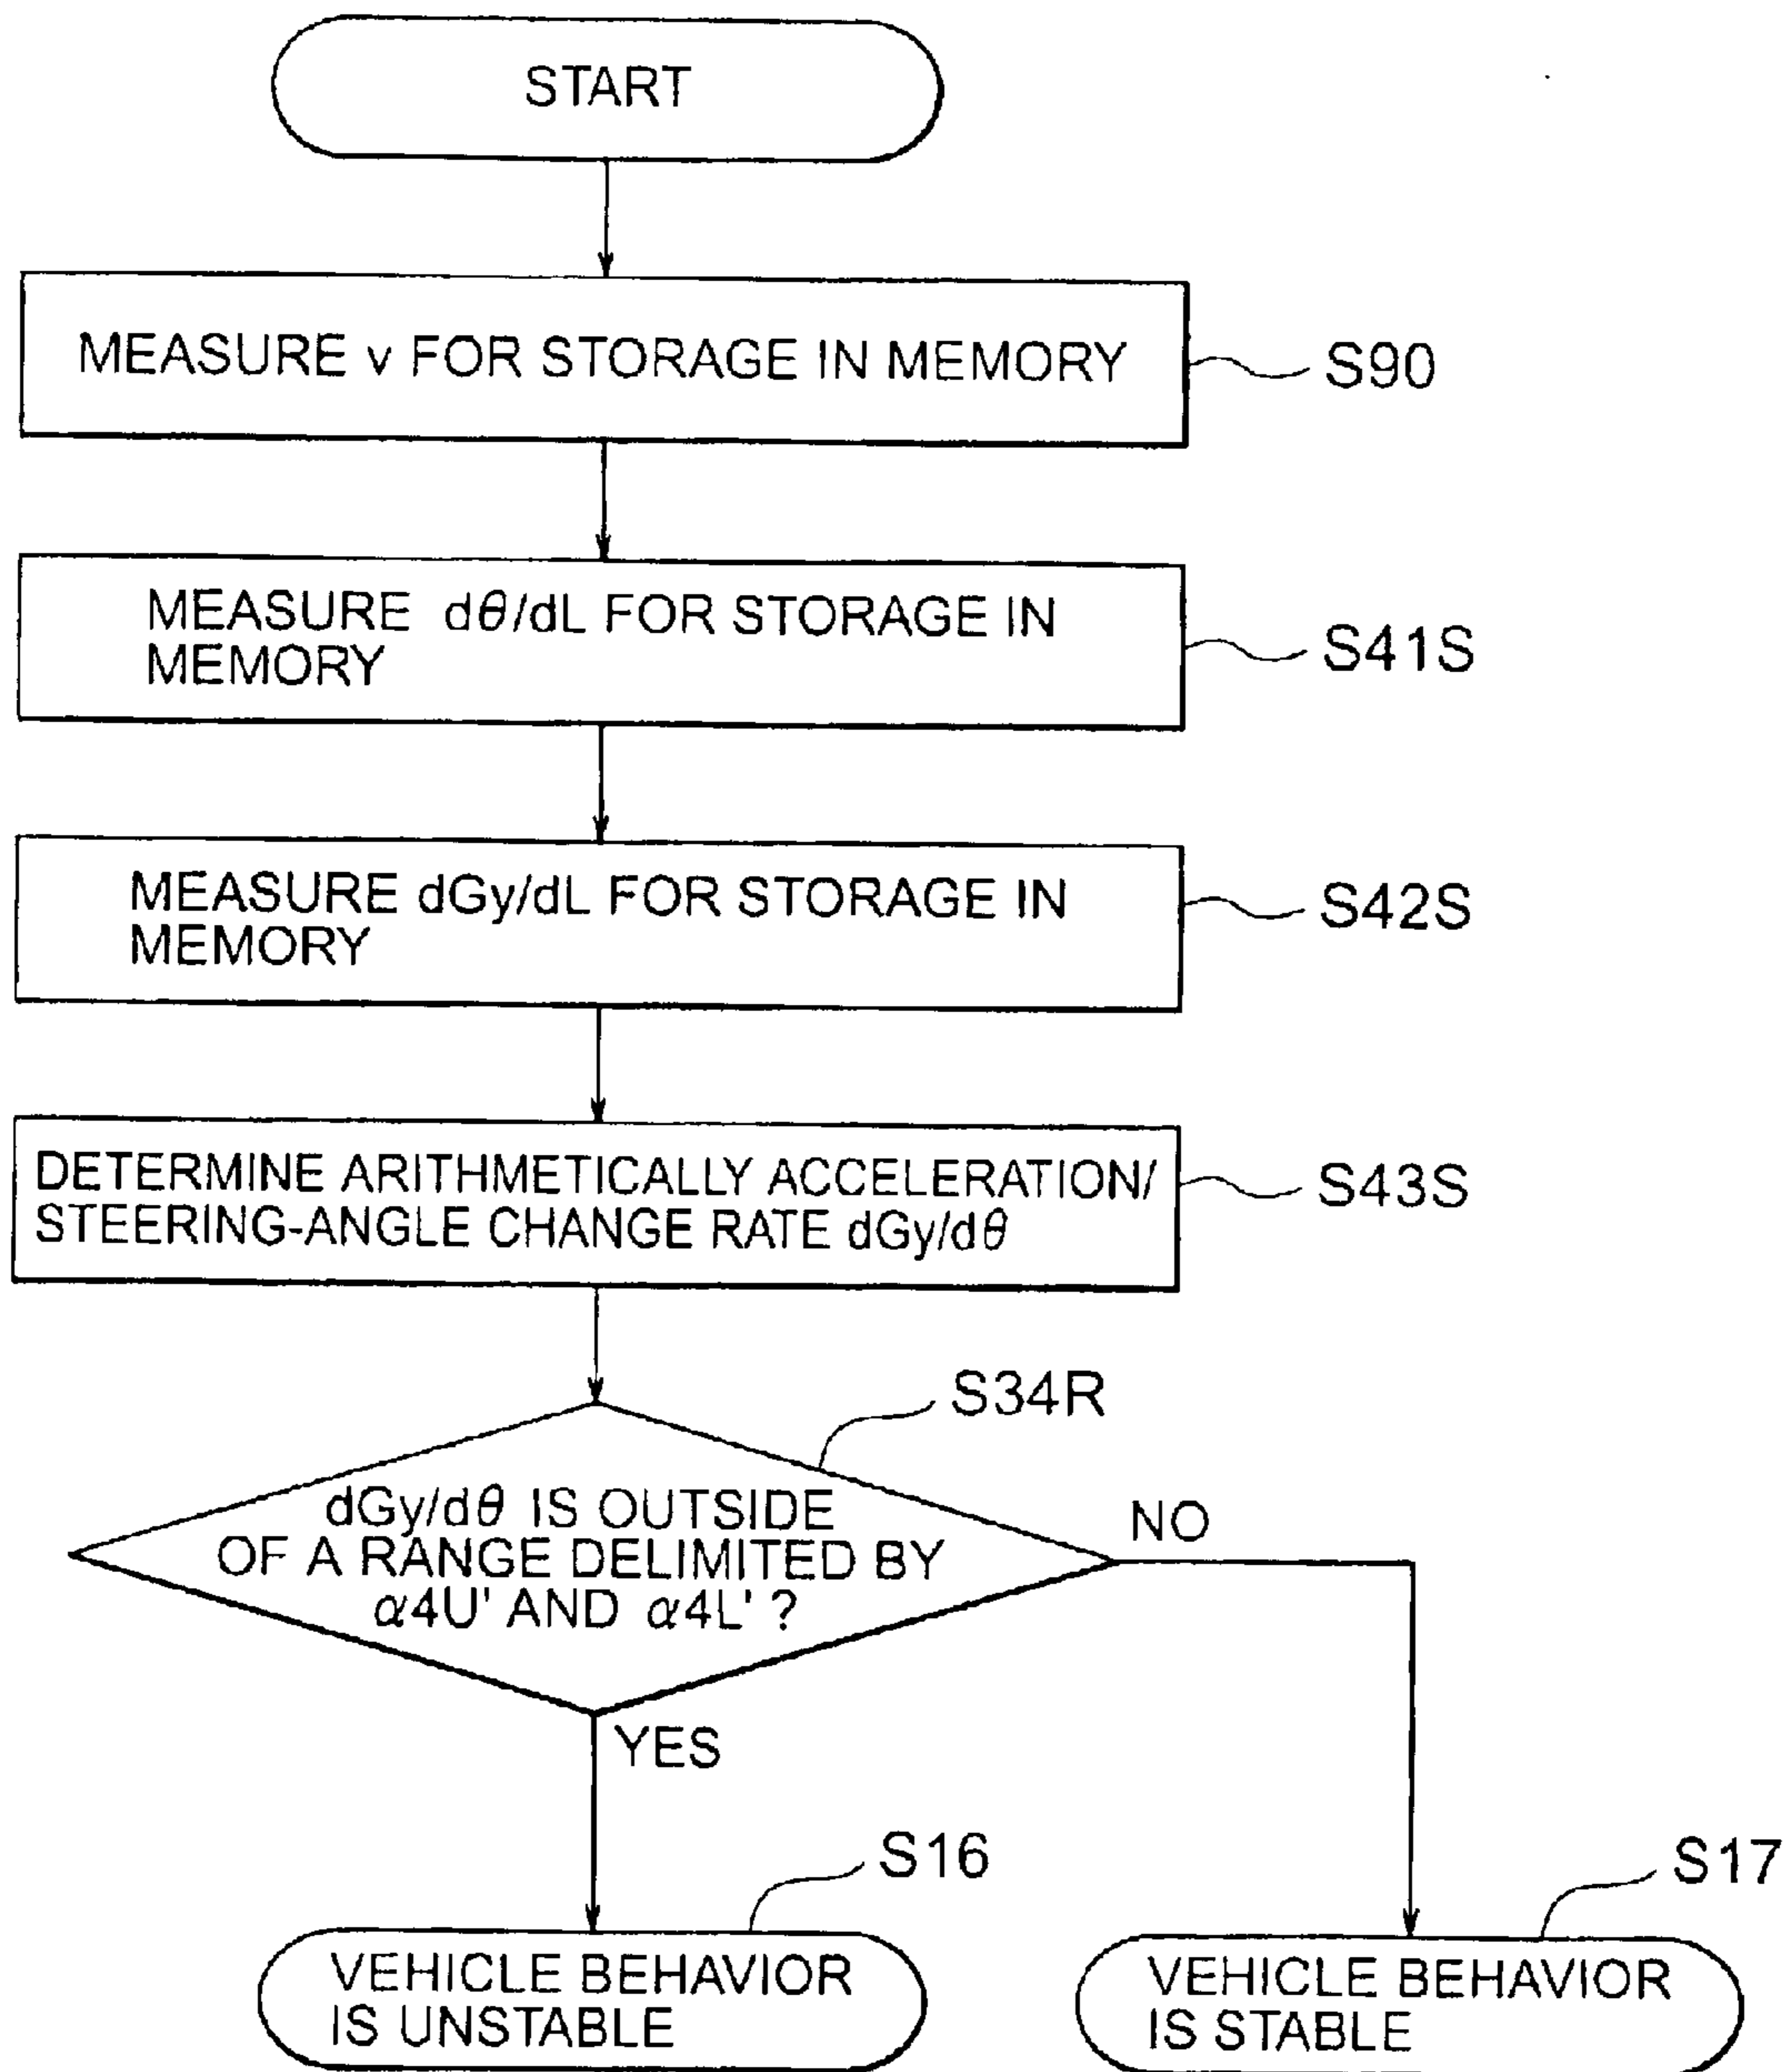 START
MEASURE v FOR STORAGE IN MEMORY
S90
MEASURE dθ/dL FOR STORAGE IN
MEMORY
S41S
MEASURE dGy/dL FOR STORAGE IN
MEMORY
S42S
DETERMINE ARITHMETICALLY ACCELERATION/
STEERING-ANGLE CHANGE RATE dGy/dθ
S43S
S34R
dGy/dθ IS OUTSIDE
OF A RANGE DELIMITED BY
α4U' AND α4L' ?
NO
YES
S16
S17
VEHICLE BEHAVIOR
IS UNSTABLE
VEHICLE BEHAVIOR
IS STABLE